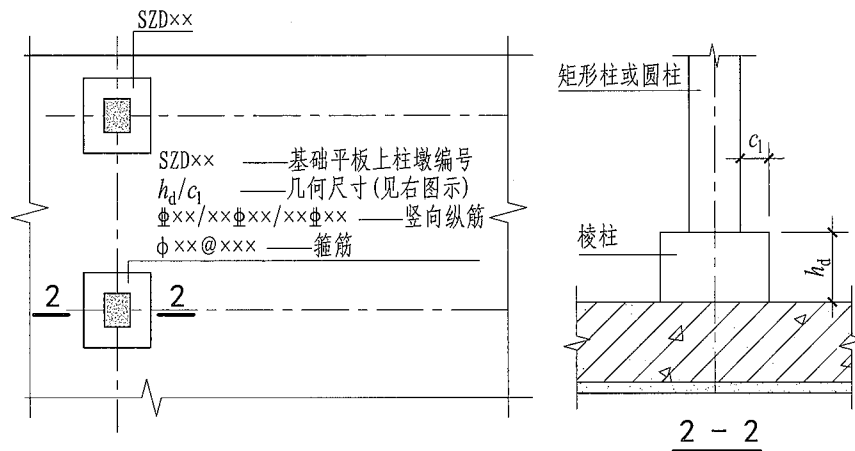 SZD××
SZD×× ——基础平板上柱墩编号
h_d/c_1 ——几何尺寸(见右图示)
⏀××/××⏀××/××⏀×× ——竖向纵筋
ϕ××@××× ——箍筋
2 2
矩形柱或圆柱
c_1
棱柱
h_d
2 - 2